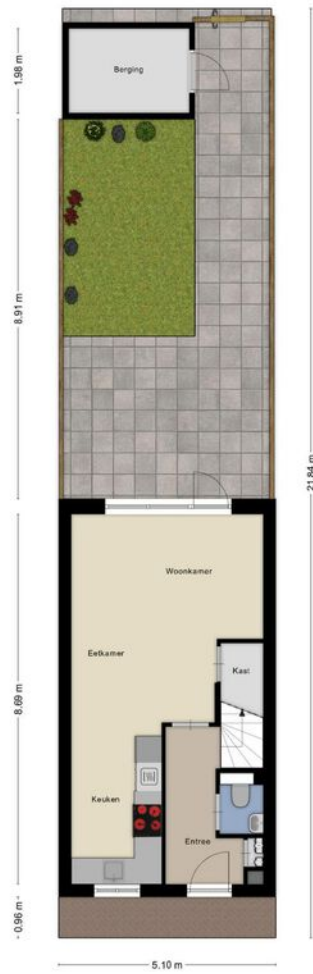 Berging
1.98 m
8.91 m
21.84 m
Woonkamer
Eetkamer
Kast
8.69 m
Keuken
Entree
0.96 m
5.10 m